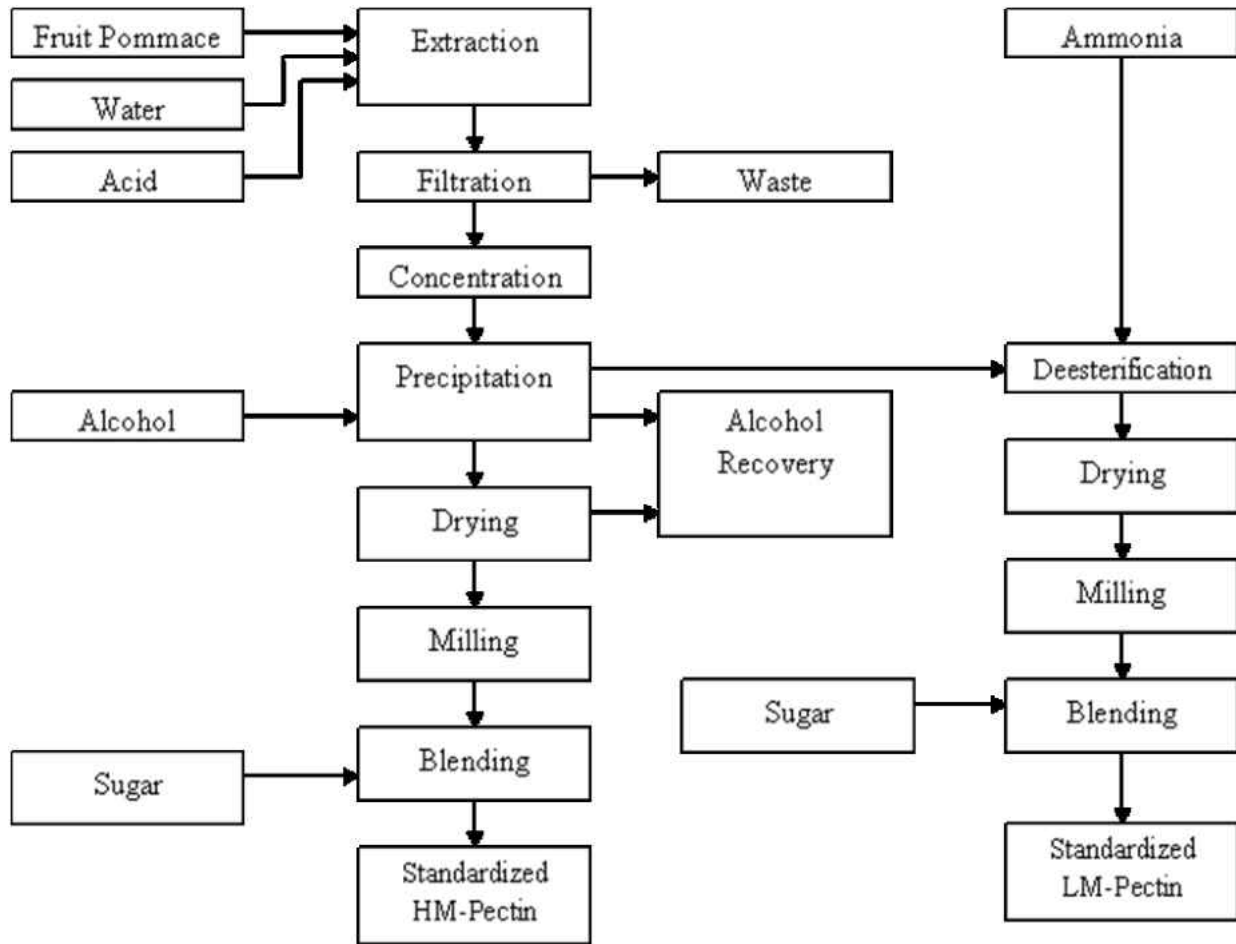 Fruit Pommace
Extraction
Ammonia
Water
Acid
Filtration
Waste
Concentration
Precipitation
Deesterification
Alcohol
Alcohol
Recovery
Drying
Drying
Milling
Milling
Sugar
Blending
Sugar
Blending
Standardized
HM-Pectin
Standardized
LM-Pectin